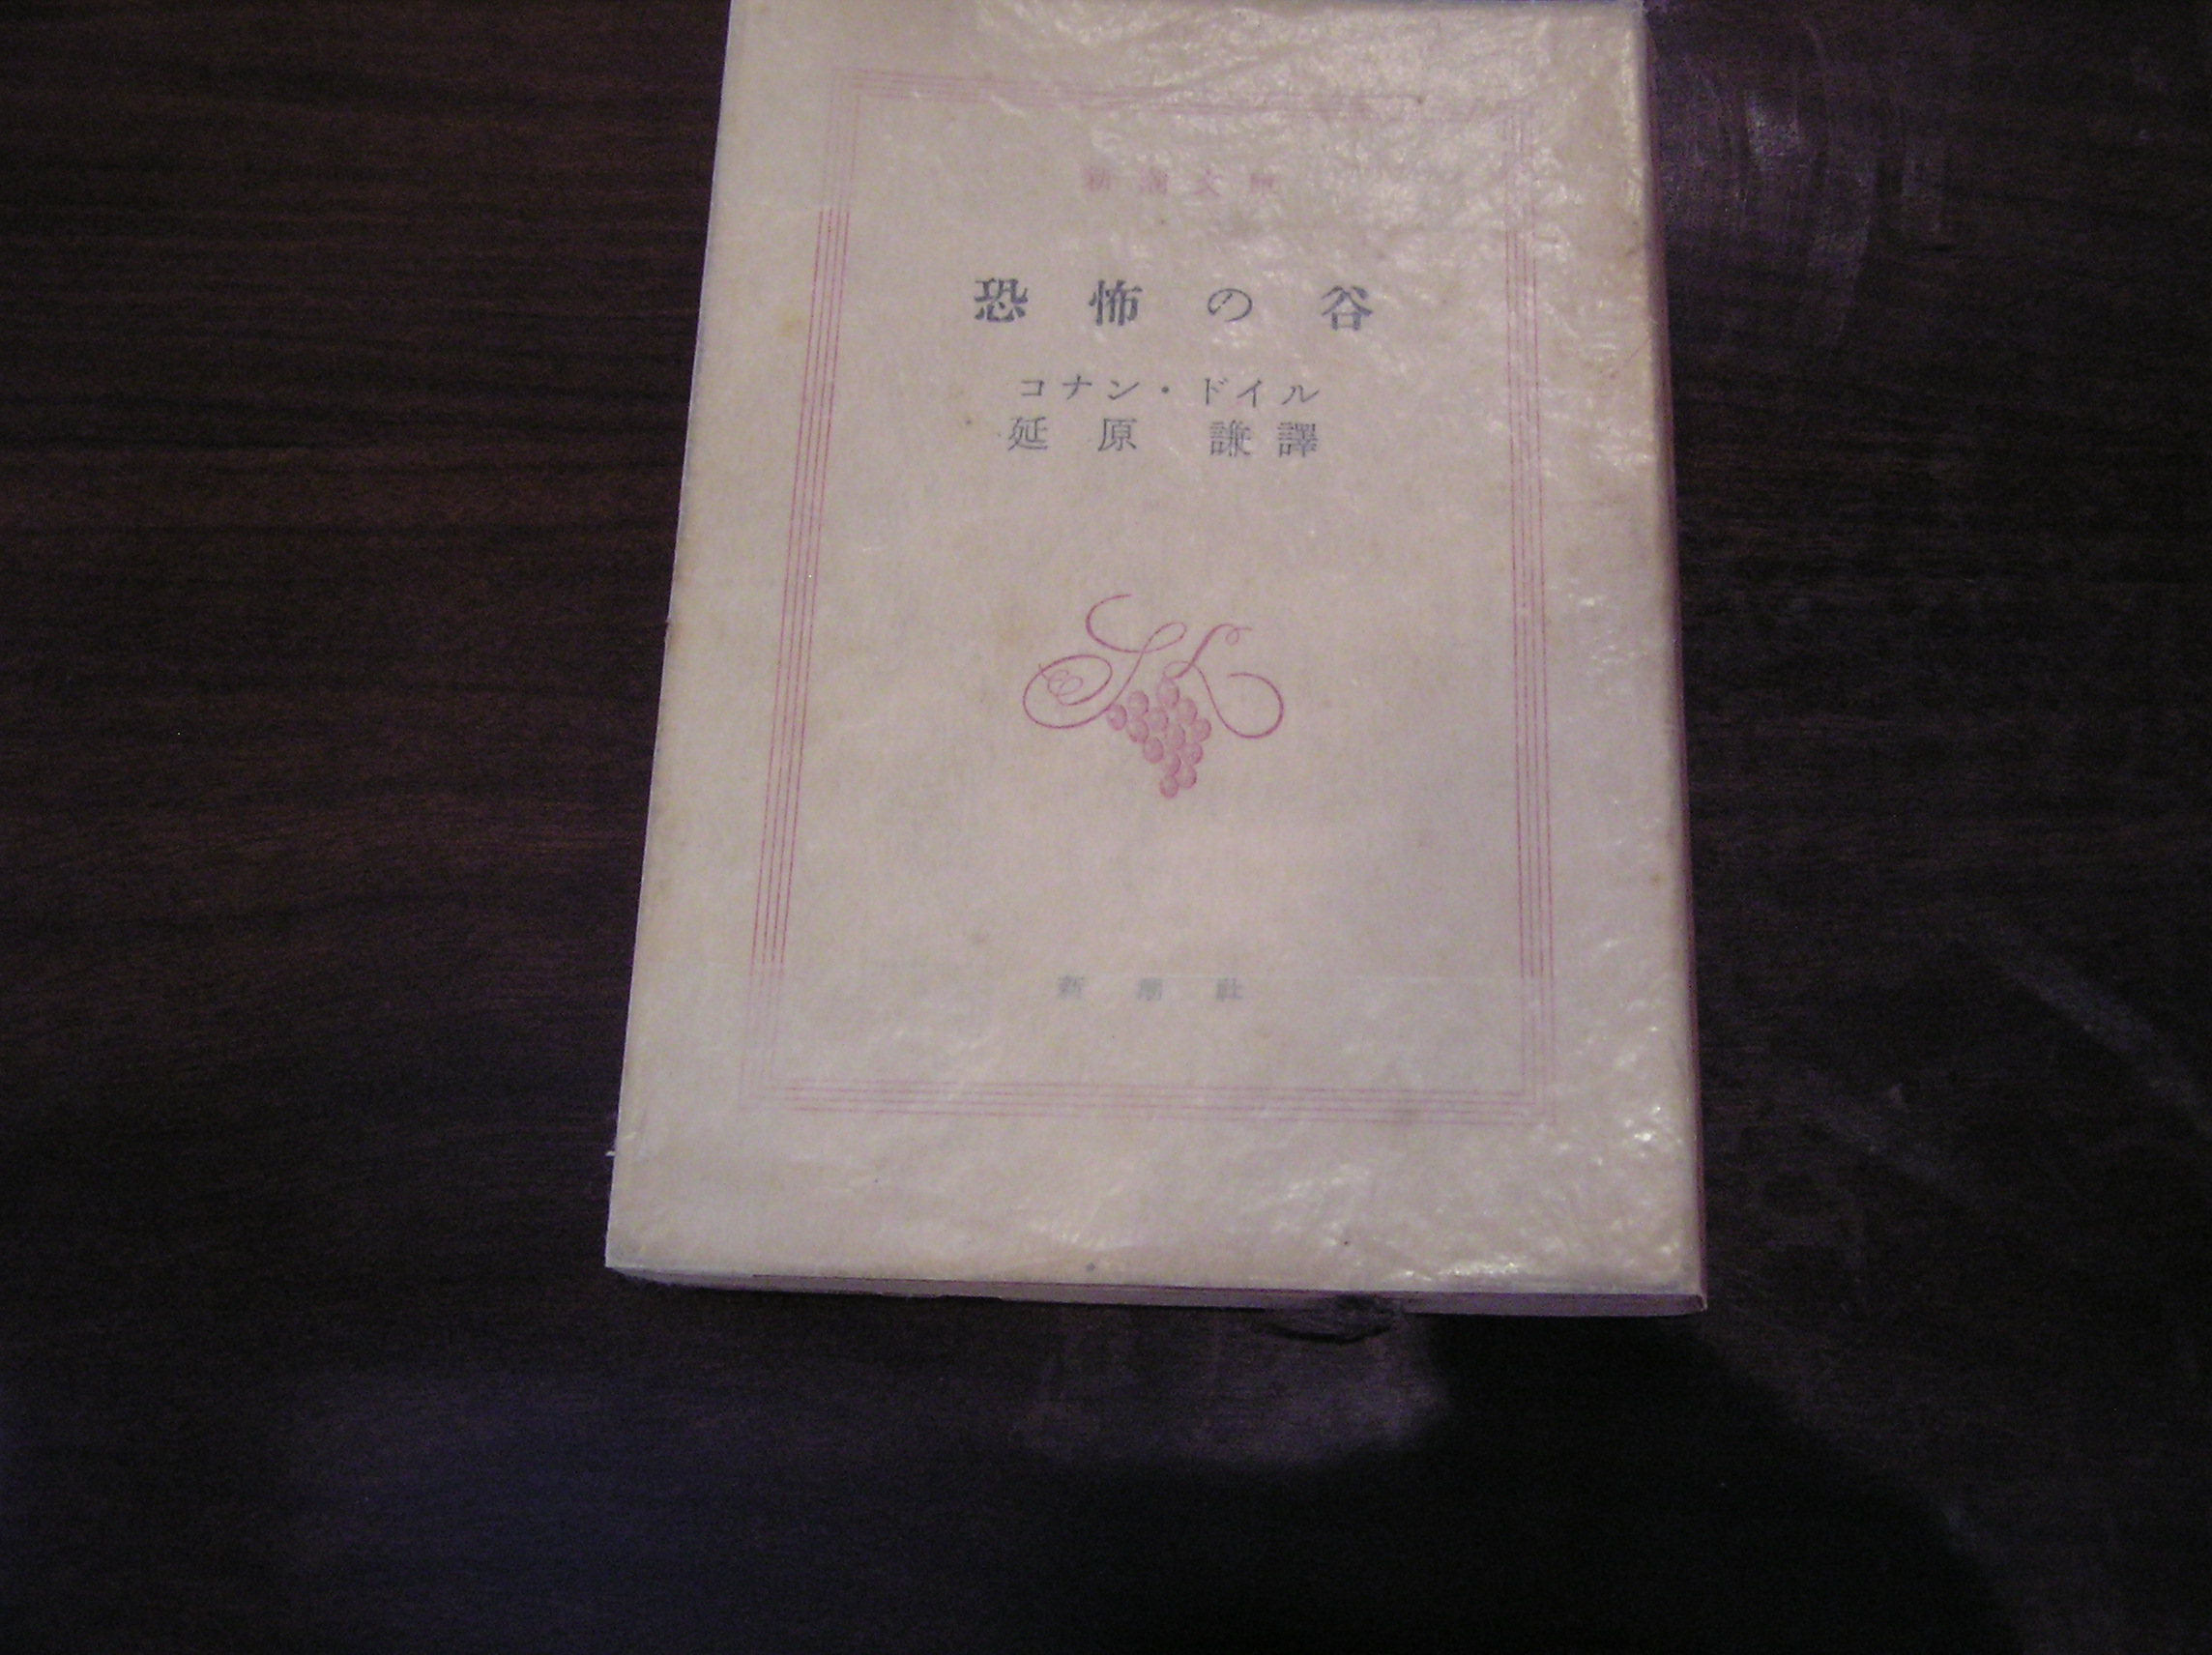 新潮文庫
恐怖の谷
コナン・ドイル
延原 謙譯
新潮社